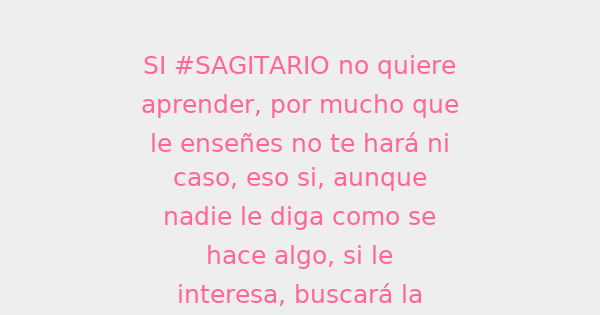 SI #SAGITARIO no quiere
aprender, por mucho que
le enseñes no te hará ni
caso, eso si, aunque
nadie le diga como se
hace algo, si le
interesa, buscará la